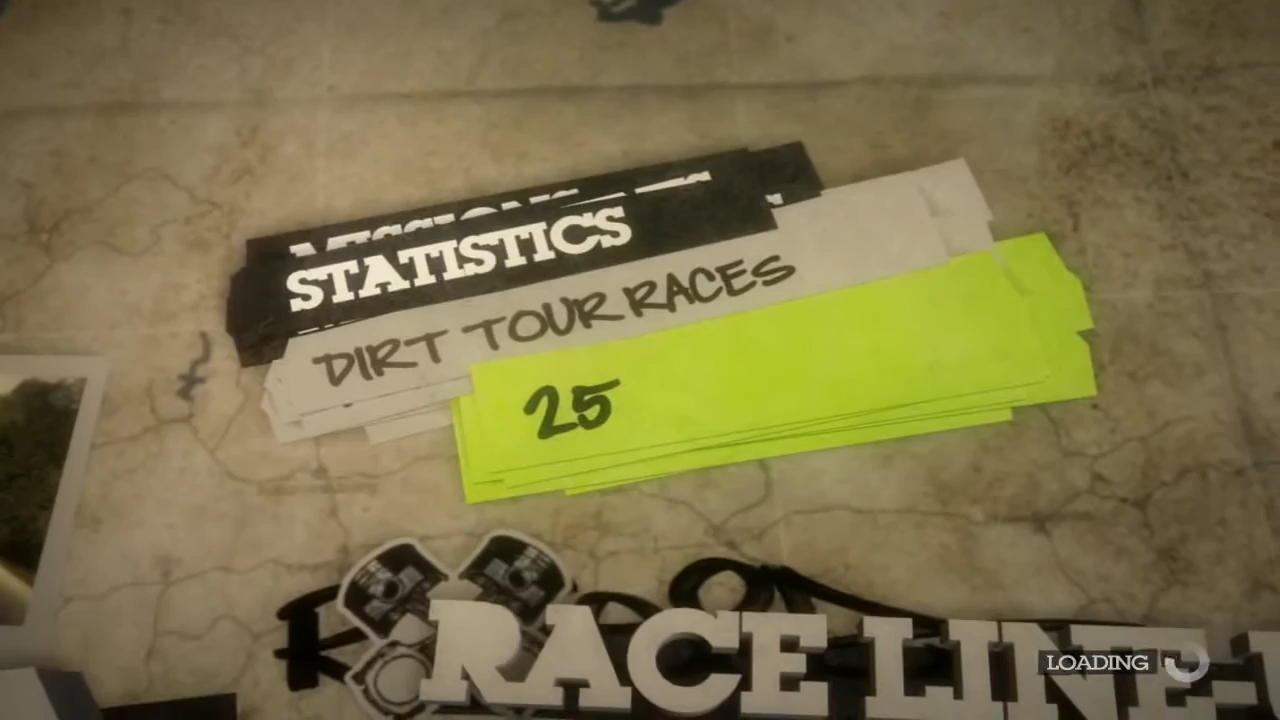 STATISTICS
DIRT TOUR RACES
25
RACE LINE-
LOADING